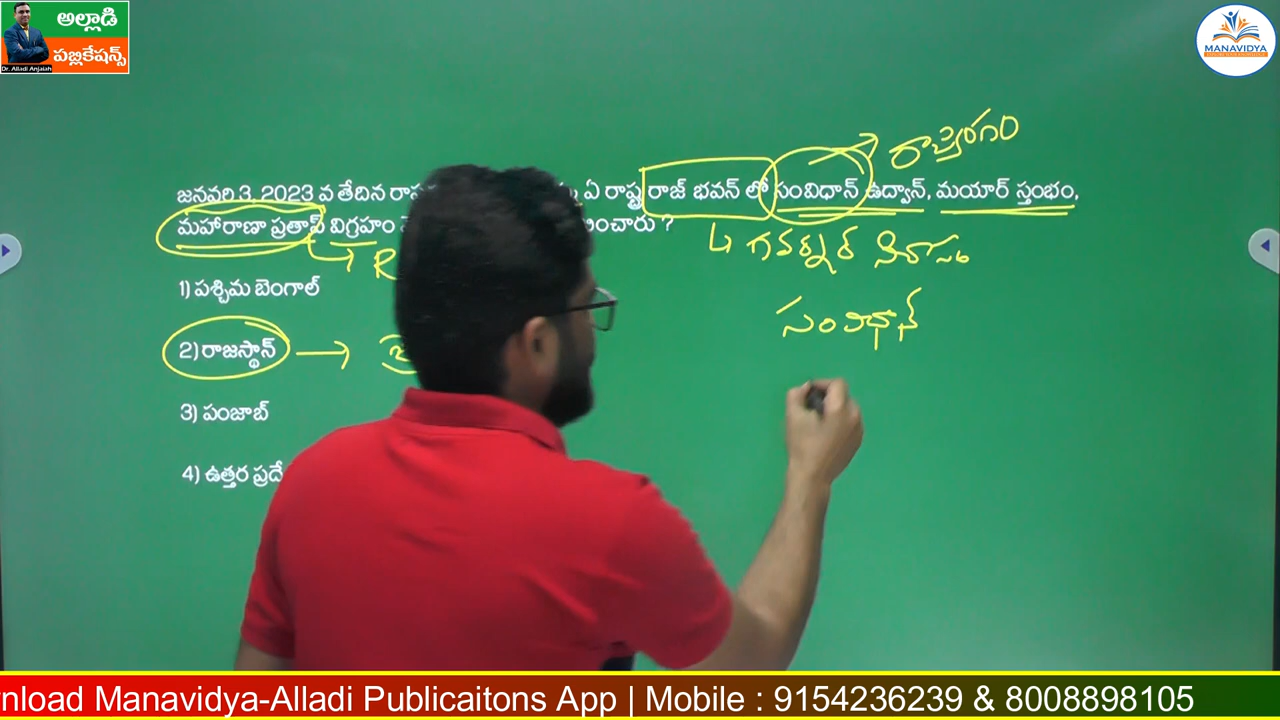 అల్లాడి
పబ్లికేషన్స్
Dr. Alladi Anjaiah
MANAVIDYA
రాజ్యాంగం
జనవరి 3, 2023 వ తేదిన ఏ రాష్ట్ర రాజ్ భవన్ లో సంవిధాన్ ఉద్వాన్, మయార్ స్తంభం,
మహారాణా ప్రతాప్ విగ్రహం
R
గవర్నర్ నివాసం
1) పశ్చిమ బెంగాల్
సంవిధాన్
2) రాజస్థాన్
3) పంజాబ్
4) ఉత్తర
nload Manavidya-Alladi Publicaitons App | Mobile : 9154236239 & 8008898105